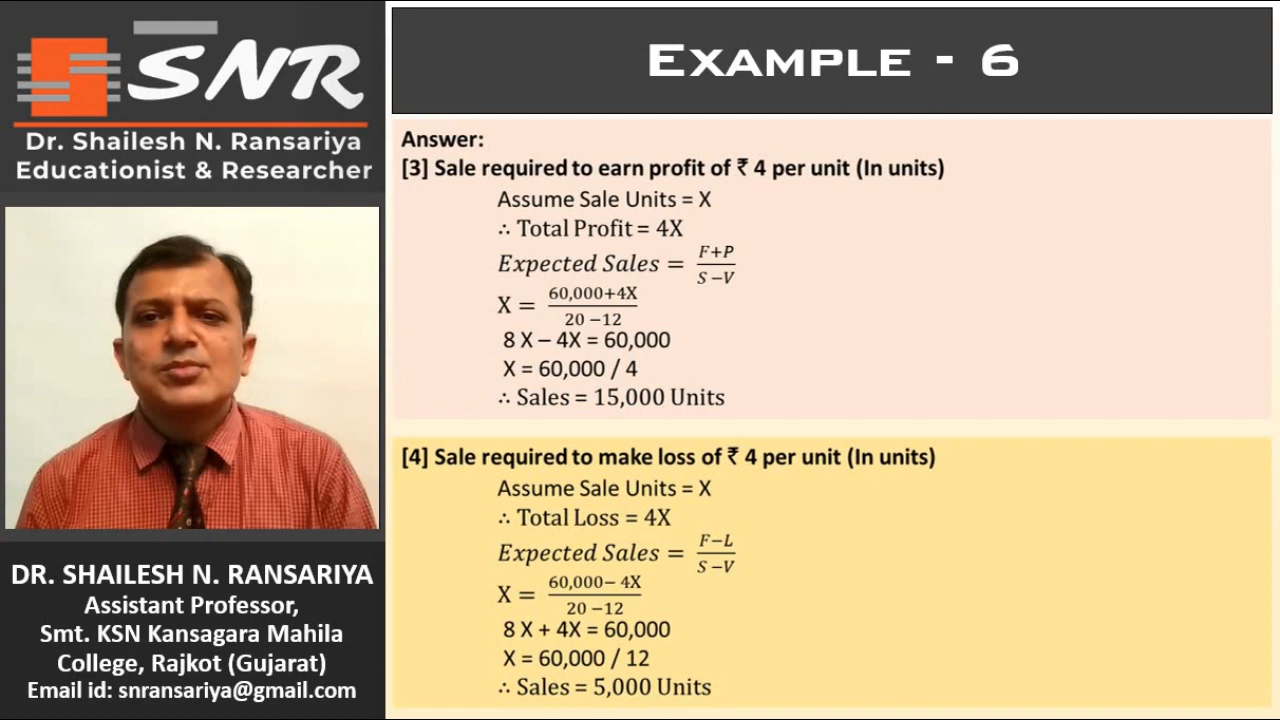 SNR
Dr. Shailesh N. Ransariya
Educationist & Researcher
DR. SHAILESH N. RANSARIYA
Assistant Professor,
Smt. KSN Kansagara Mahila
College, Rajkot (Gujarat)
Email id: snransariya@gmail.com
EXAMPLE - 6
Answer:
[3] Sale required to earn profit of ₹ 4 per unit (In units)
Assume Sale Units = X
∴ Total Profit = 4X
Expected Sales = F+P / S −V
X = 60,000+4X / 20 −12
8 X – 4X = 60,000
X = 60,000 / 4
∴ Sales = 15,000 Units
[4] Sale required to make loss of ₹ 4 per unit (In units)
Assume Sale Units = X
∴ Total Loss = 4X
Expected Sales = F−L / S −V
X = 60,000− 4X / 20 −12
8 X + 4X = 60,000
X = 60,000 / 12
∴ Sales = 5,000 Units